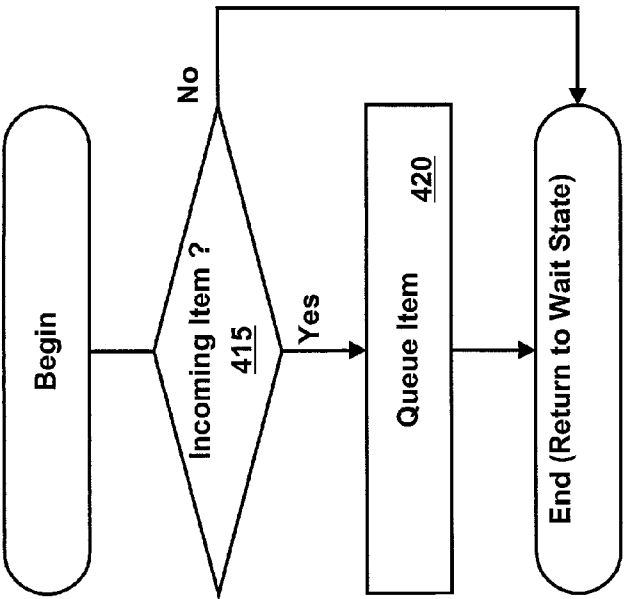 Begin
Incoming Item ?
415
No
Yes
Queue Item
420
End (Return to Wait State)